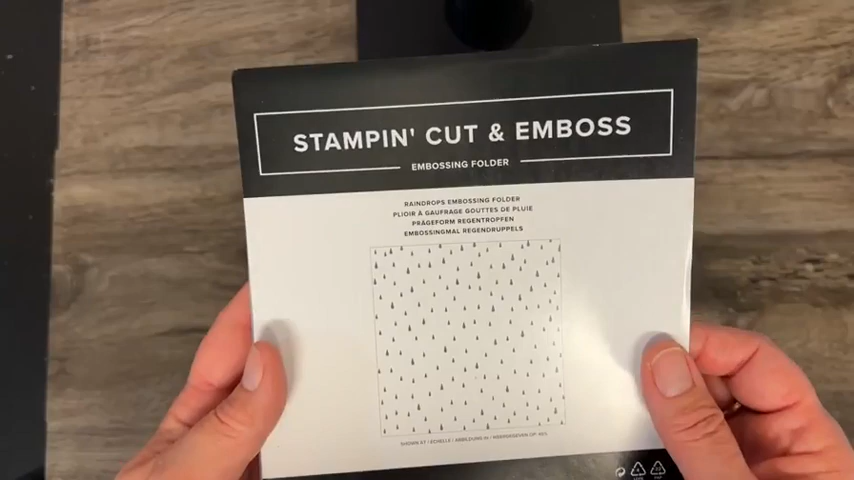 STAMPIN' CUT & EMBOSS
EMBOSSING FOLDER
RAINDROPS EMBOSSING FOLDER
PLIOIR À GAUFRAGE GOUTTES DE PLUIE
PRÄGEFORM REGENTROPFEN
EMBOSSINGMAL REGENDRUPPELS